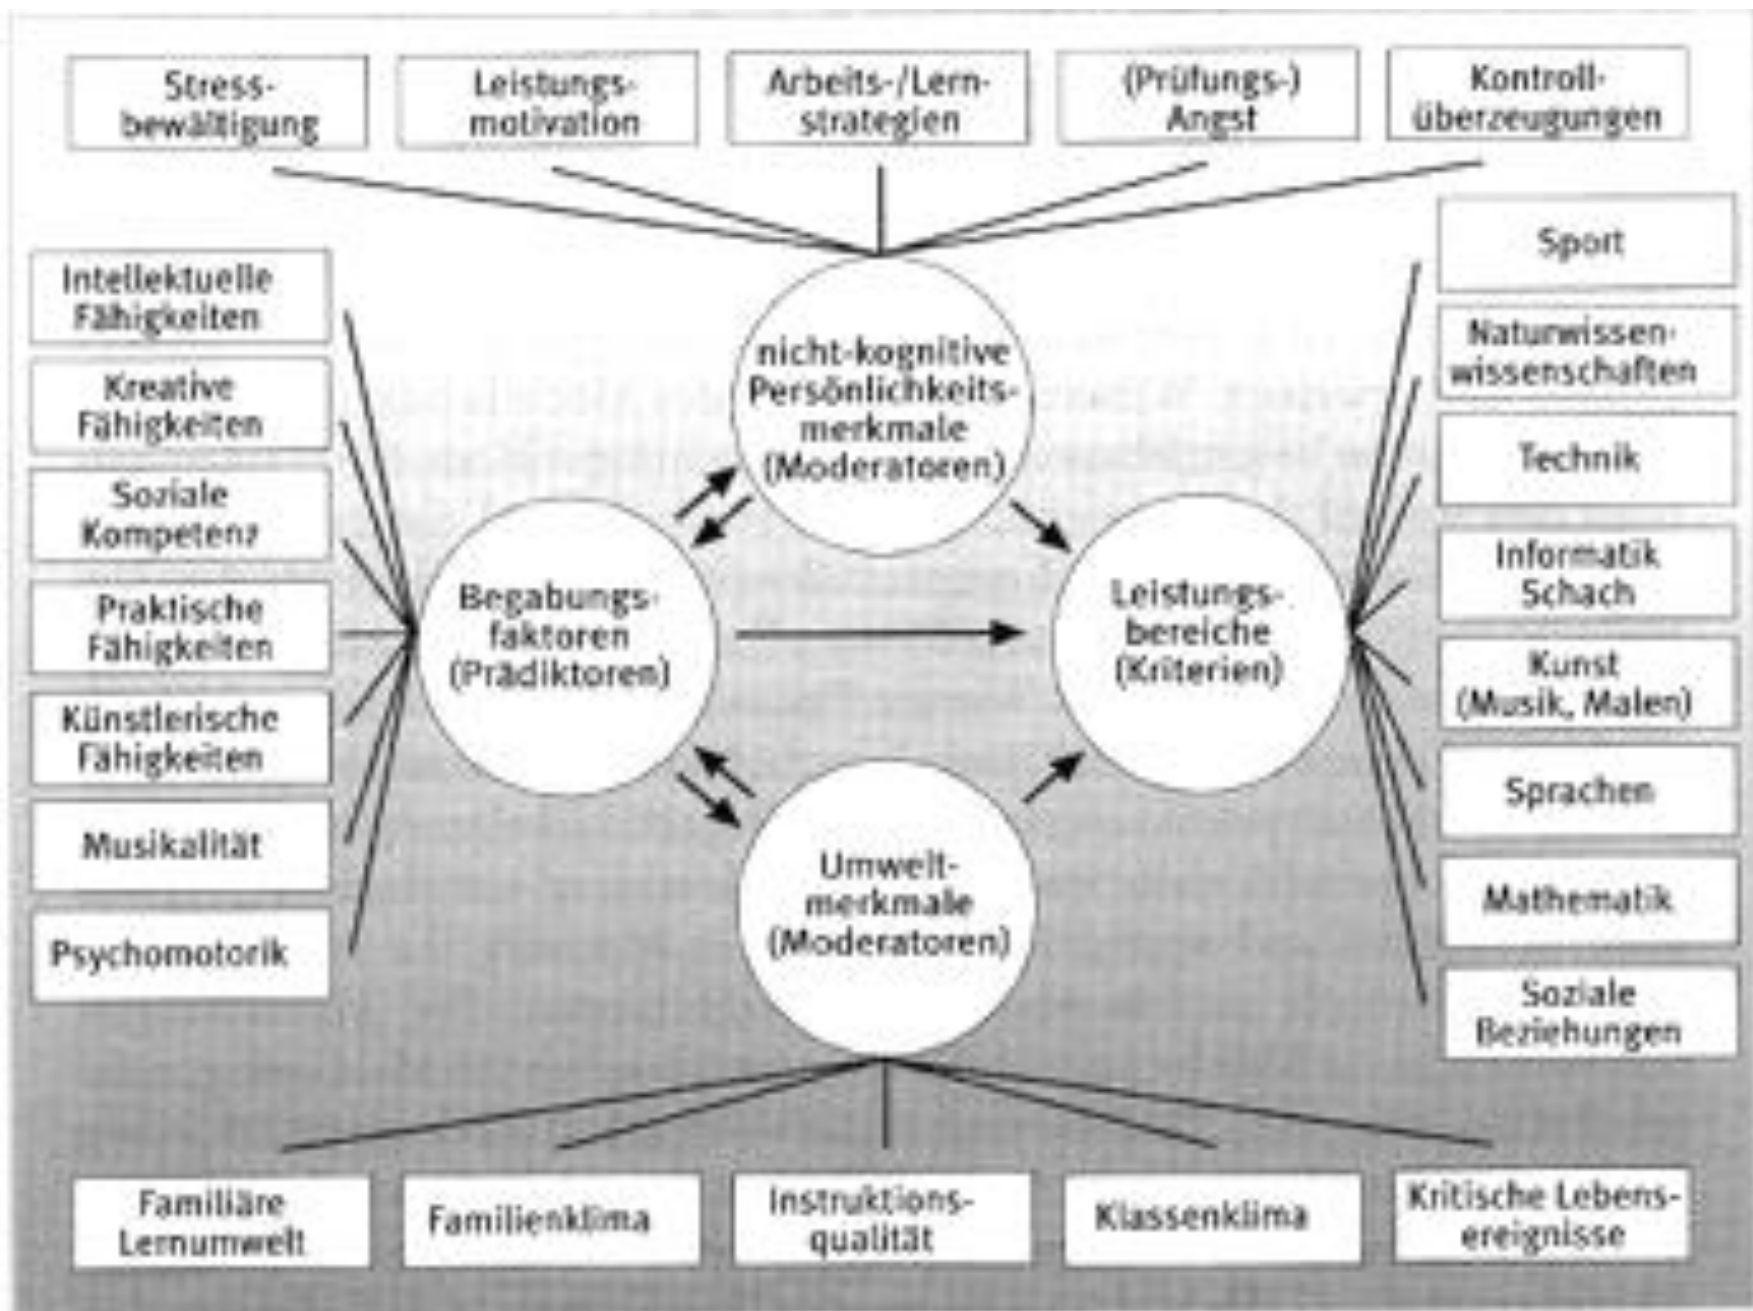 Stress-
bewältigung
Leistungs-
motivation
Arbeits-/Lern-
strategien
(Prüfungs-)
Angst
Kontroll-
überzeugungen
Intellektuelle
Fähigkeiten
Kreative
Fähigkeiten
Soziale
Kompetenz
Praktische
Fähigkeiten
Künstlerische
Fähigkeiten
Musikalität
Psychomotorik
nicht-kognitive
Persönlichkeits-
merkmale
(Moderatoren)
Begabungs-
faktoren
(Prädiktoren)
Leistungs-
bereiche
(Kriterien)
Umwelt-
merkmale
(Moderatoren)
Sport
Naturwissen-
wissenschaften
Technik
Informatik
Schach
Kunst
(Musik, Malen)
Sprachen
Mathematik
Soziale
Beziehungen
Familiäre
Lernumwelt
Familienklima
Instruktions-
qualität
Klassenklima
Kritische Lebens-
ereignisse